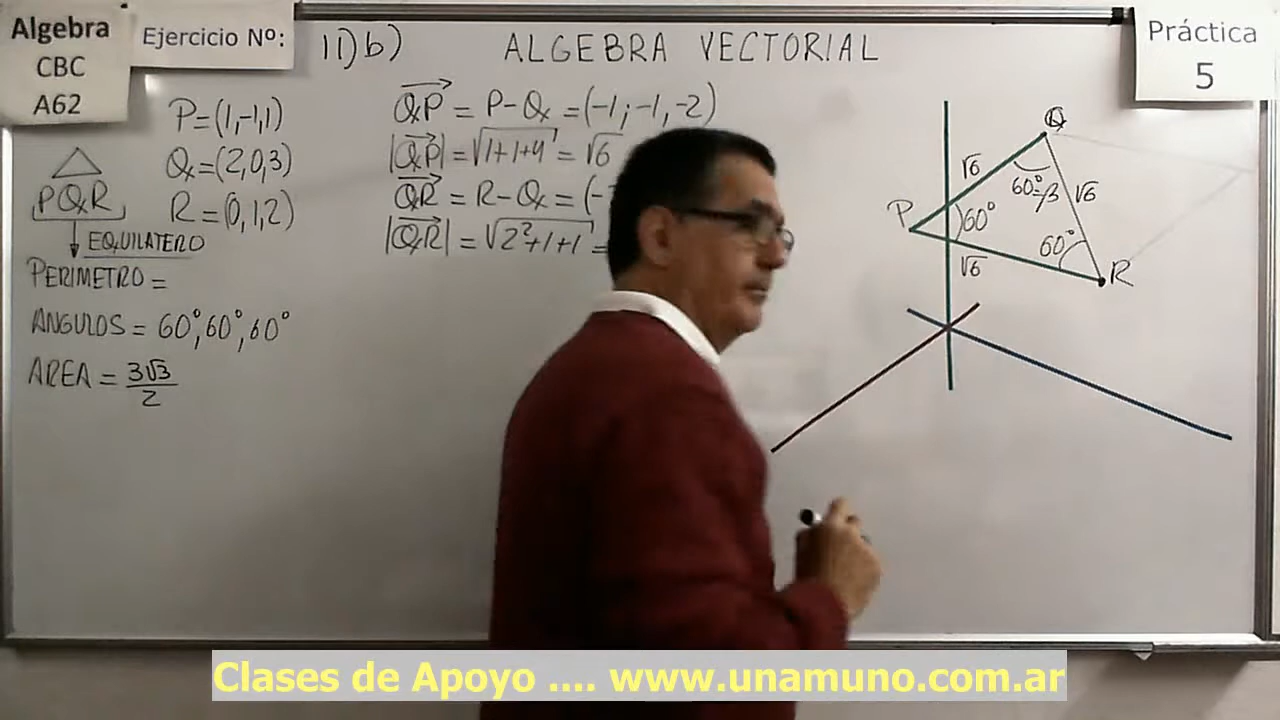 Algebra
CBC
A62
Ejercicio Nº:
11)b)
ALGEBRA VECTORIAL
Práctica
5
P=(1,-1,1)
Q=(2,0,3)
R=(0,1,2)
PQR
EQUILATERO
PERIMETRO =
ANGULOS = 60°,60°,60°
AREA = 3√3/2
QP = P-Q = (-1;-1,-2)
|QP| = √1+1+4 = √6
QR = R-Q = (-
|QR| = √2²+1+1 =
Q
√6
60°=β
√6
P
60°
60°
√6
R
Clases de Apoyo .... www.unamuno.com.ar